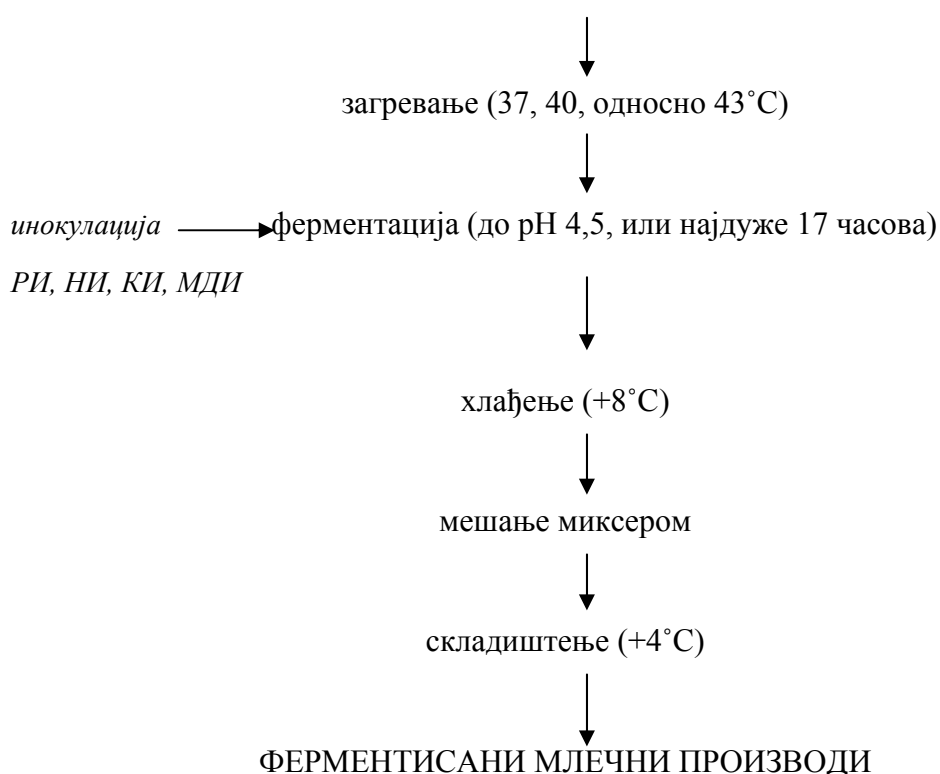 загревање (37, 40, односно 43˚C)
инокулација
ферментација (до pH 4,5, или најдуже 17 часова)
РИ, НИ, КИ, МДИ
хлађење (+8˚C)
мешање миксером
складиштење (+4˚C)
ФЕРМЕНТИСАНИ МЛЕЧНИ ПРОИЗВОДИ